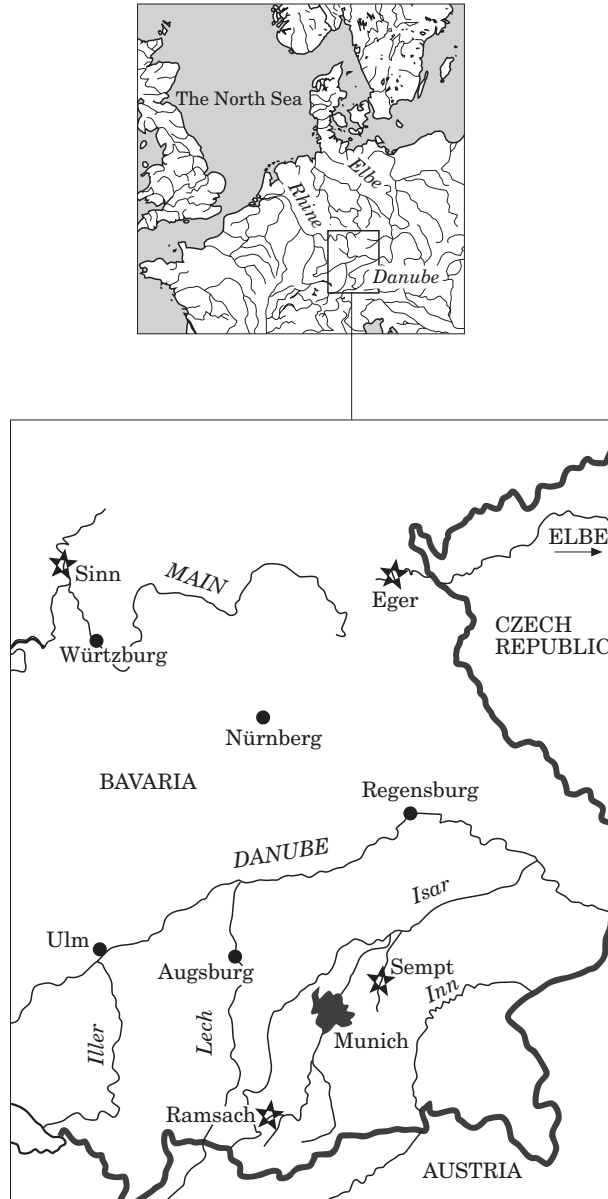 The North Sea
Elbe
Rhine
Danube
ELBE
Sinn
MAIN
Eger
CZECH
REPUBLIC
Würtzburg
Nürnberg
BAVARIA
Regensburg
DANUBE
Isar
Ulm
Augsburg
Sempt
Inn
Iller
Lech
Munich
Ramsach
AUSTRIA